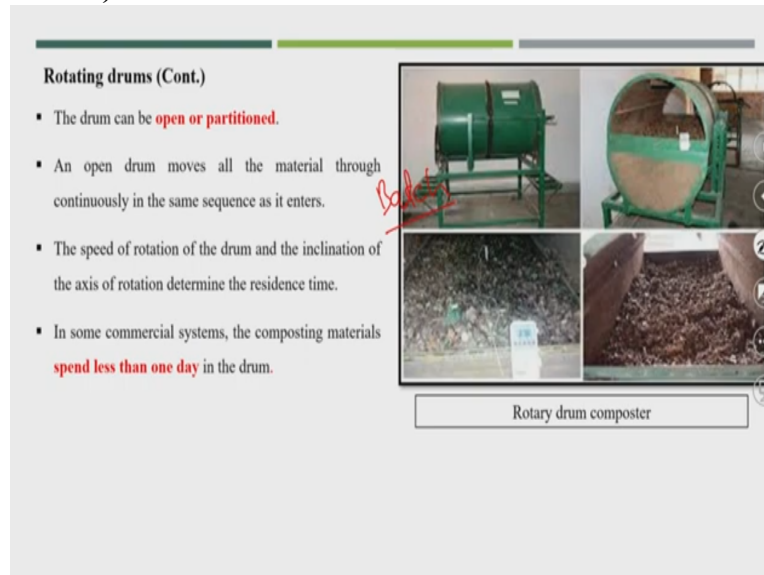 Rotating drums (Cont.)
▪ The drum can be open or partitioned.
▪ An open drum moves all the material through
continuously in the same sequence as it enters.
▪ The speed of rotation of the drum and the inclination of
the axis of rotation determine the residence time.
▪ In some commercial systems, the composting materials
spend less than one day in the drum.
Batch
Rotary drum composter